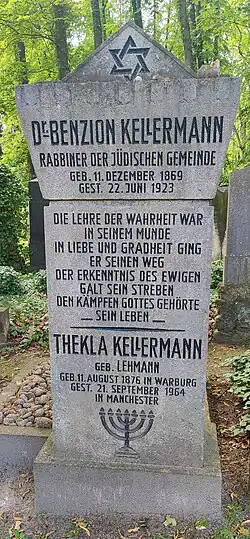 Dr BENZION KELLERMANN
RABBINER DER JÜDISCHEN GEMEINDE
GEB. 11. DEZEMBER 1869
GEST. 22. JUNI 1923
DIE LEHRE DER WAHRHEIT WAR
IN SEINEM MUNDE
IN LIEBE UND GRADHEIT GING
ER SEINEN WEG
DER ERKENTNIS DES EWIGEN
GALT SEIN STREBEN
DEN KÄMPFEN GOTTES GEHÖRTE
SEIN LEBEN
THEKLA KELLERMANN
GEB. LEHMANN
GEB. 11. AUGUST 1876 IN WARBURG
GEST. 21. SEPTEMBER 1964
IN MANCHESTER